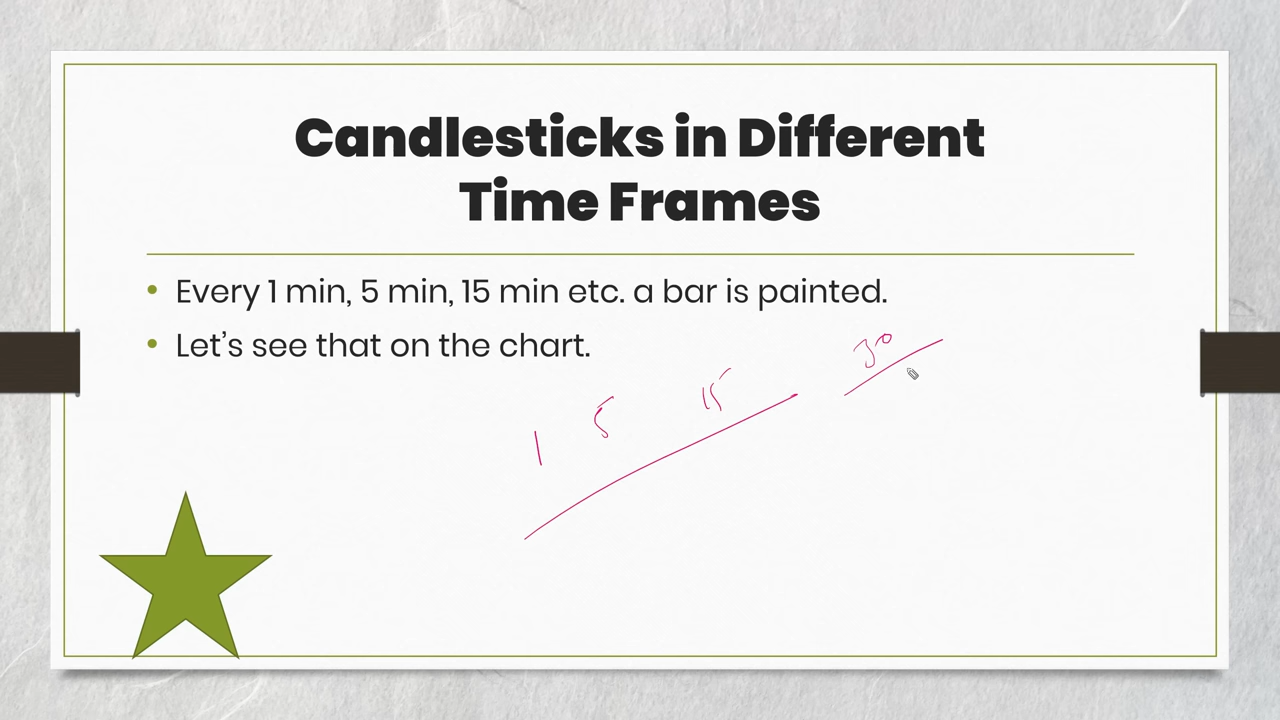 Candlesticks in Different
Time Frames
• Every 1 min, 5 min, 15 min etc. a bar is painted.
• Let’s see that on the chart.
1 5 15 30